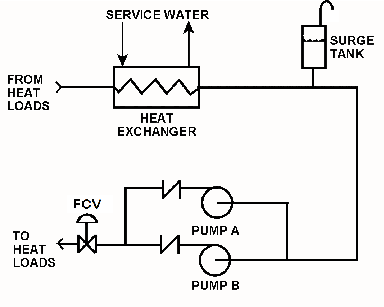 SERVICE WATER
SURGE
TANK
FROM
HEAT
LOADS
HEAT
EXCHANGER
FCV
PUMP A
TO
HEAT
LOADS
PUMP B